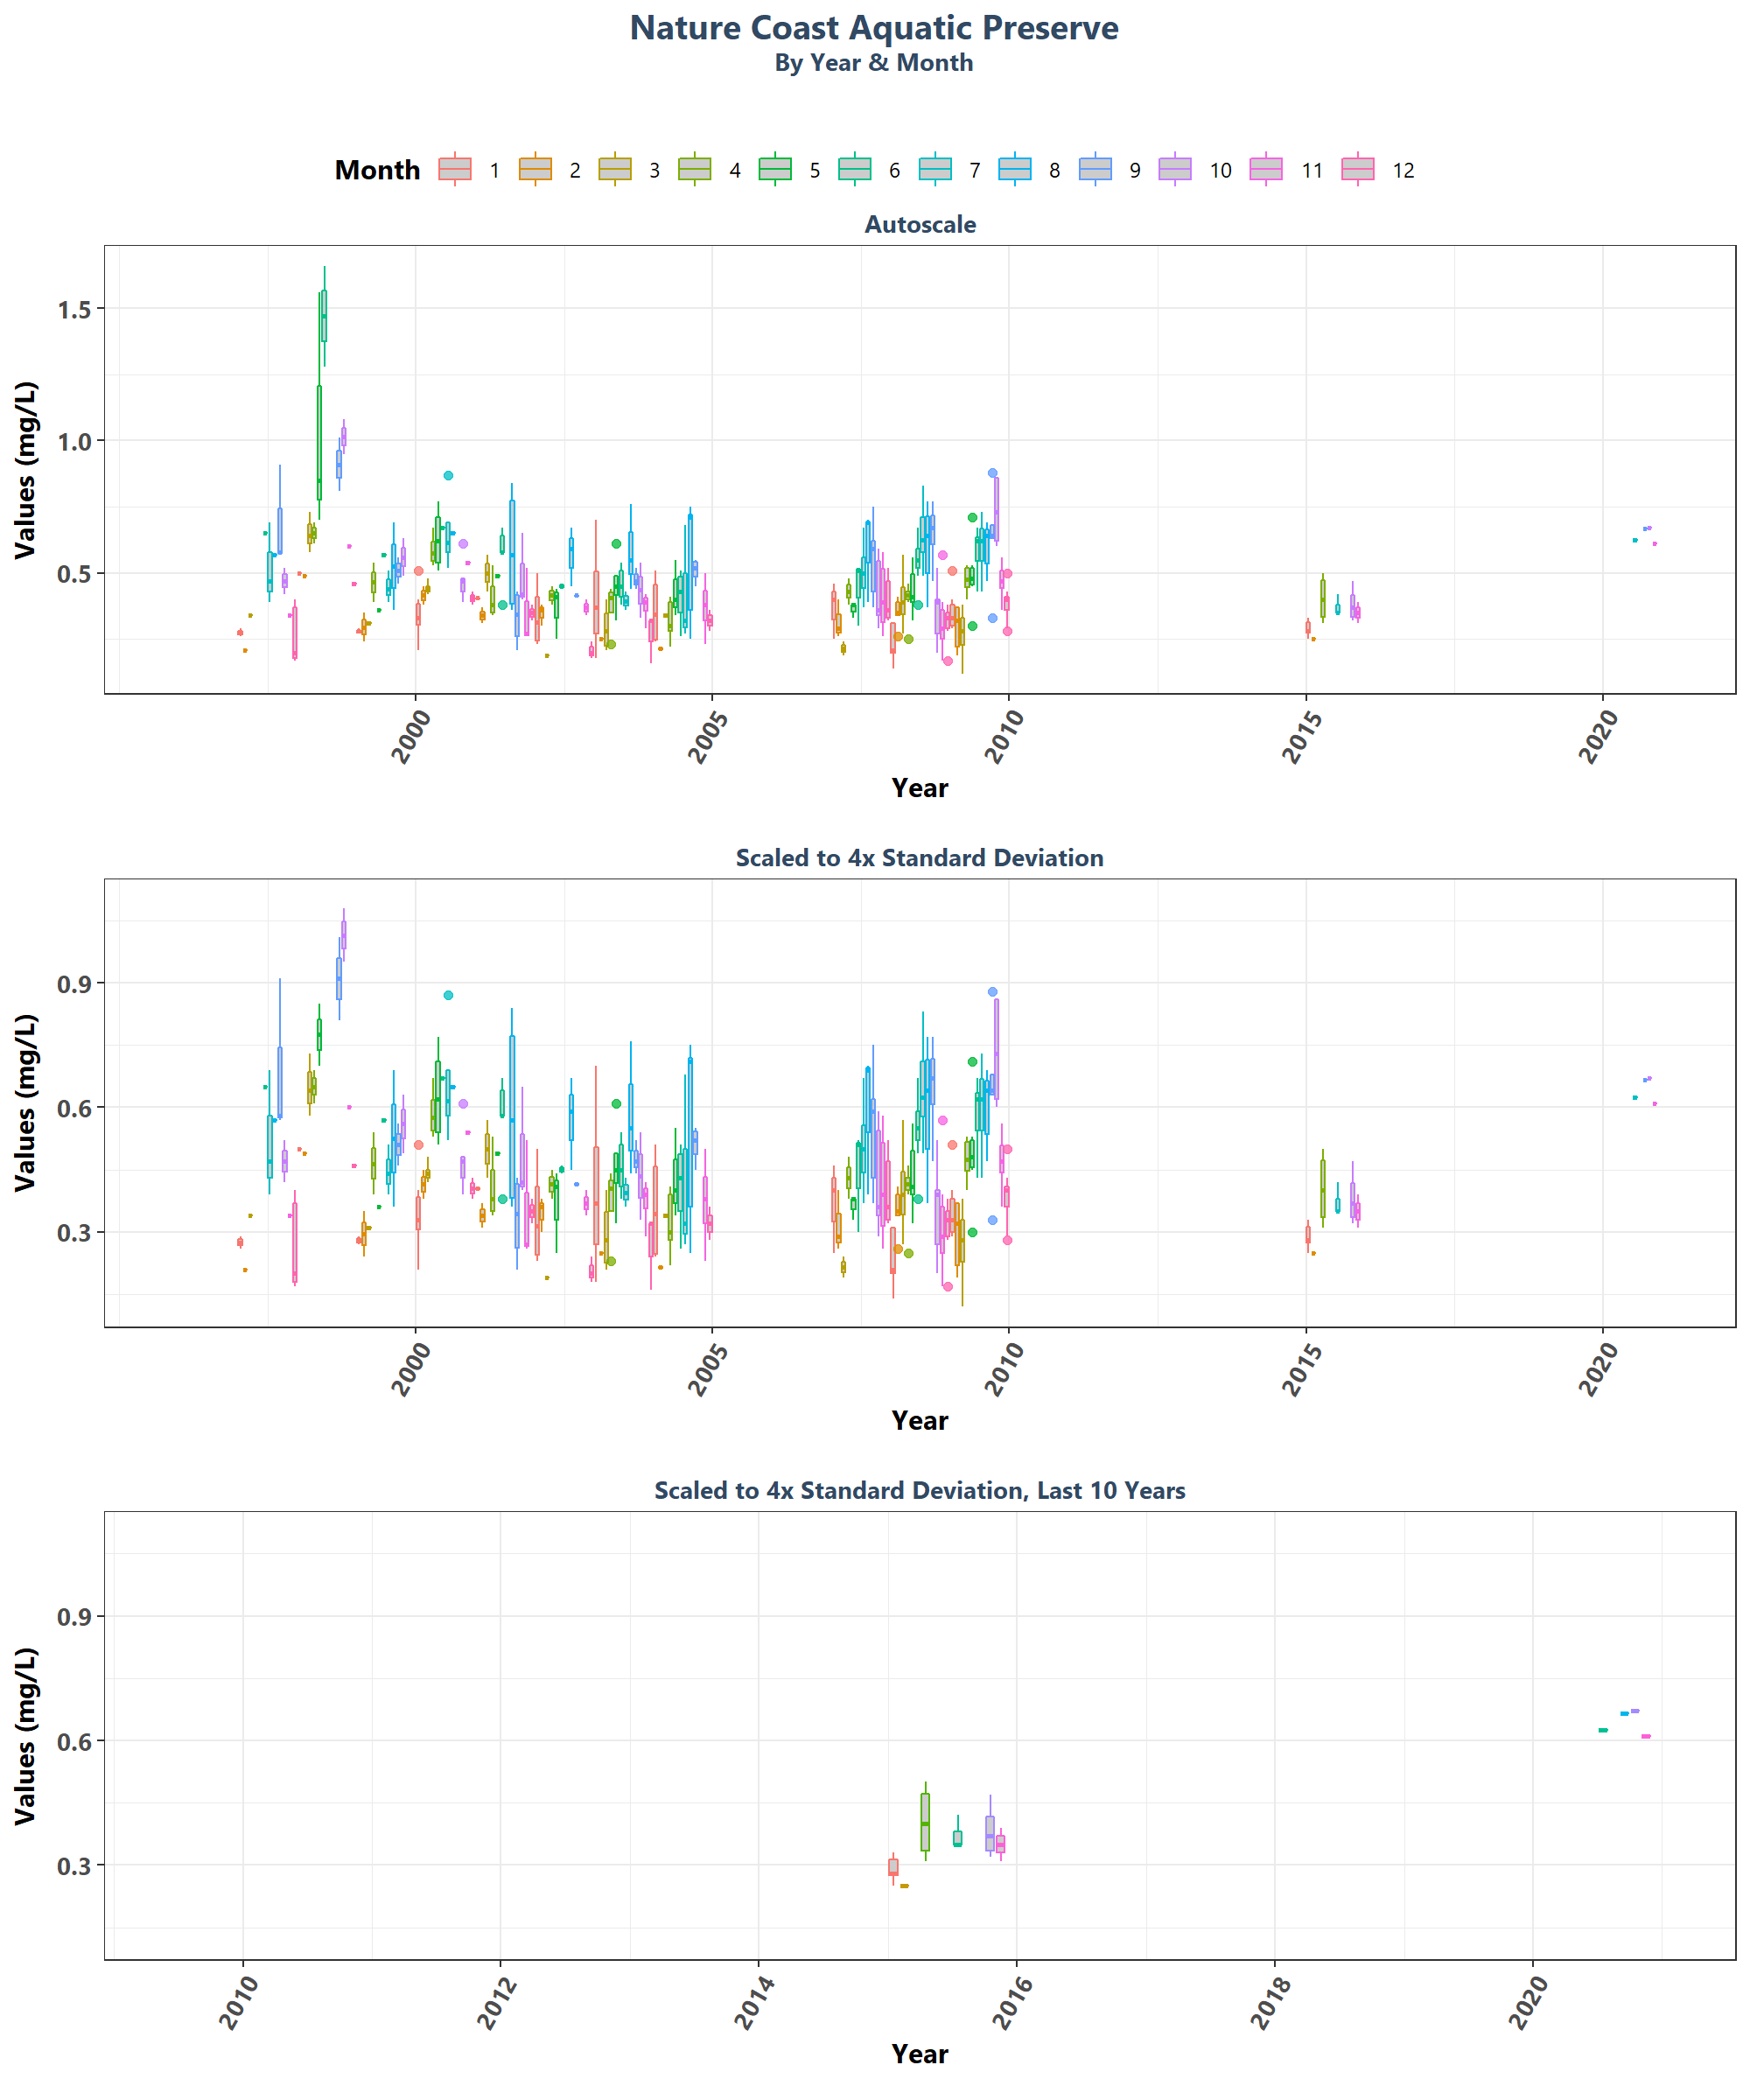 Nature Coast Aquatic Preserve
By Year & Month
Month 1 2 3 4 5 6 7 8 9 10 11 12
Autoscale
Values (mg/L)
1.5
1.0
0.5
2000 2005 2010 2015 2020
Year
Scaled to 4x Standard Deviation
Values (mg/L)
0.9
0.6
0.3
2000 2005 2010 2015 2020
Year
Scaled to 4x Standard Deviation, Last 10 Years
Values (mg/L)
0.9
0.6
0.3
2010 2012 2014 2016 2018 2020
Year